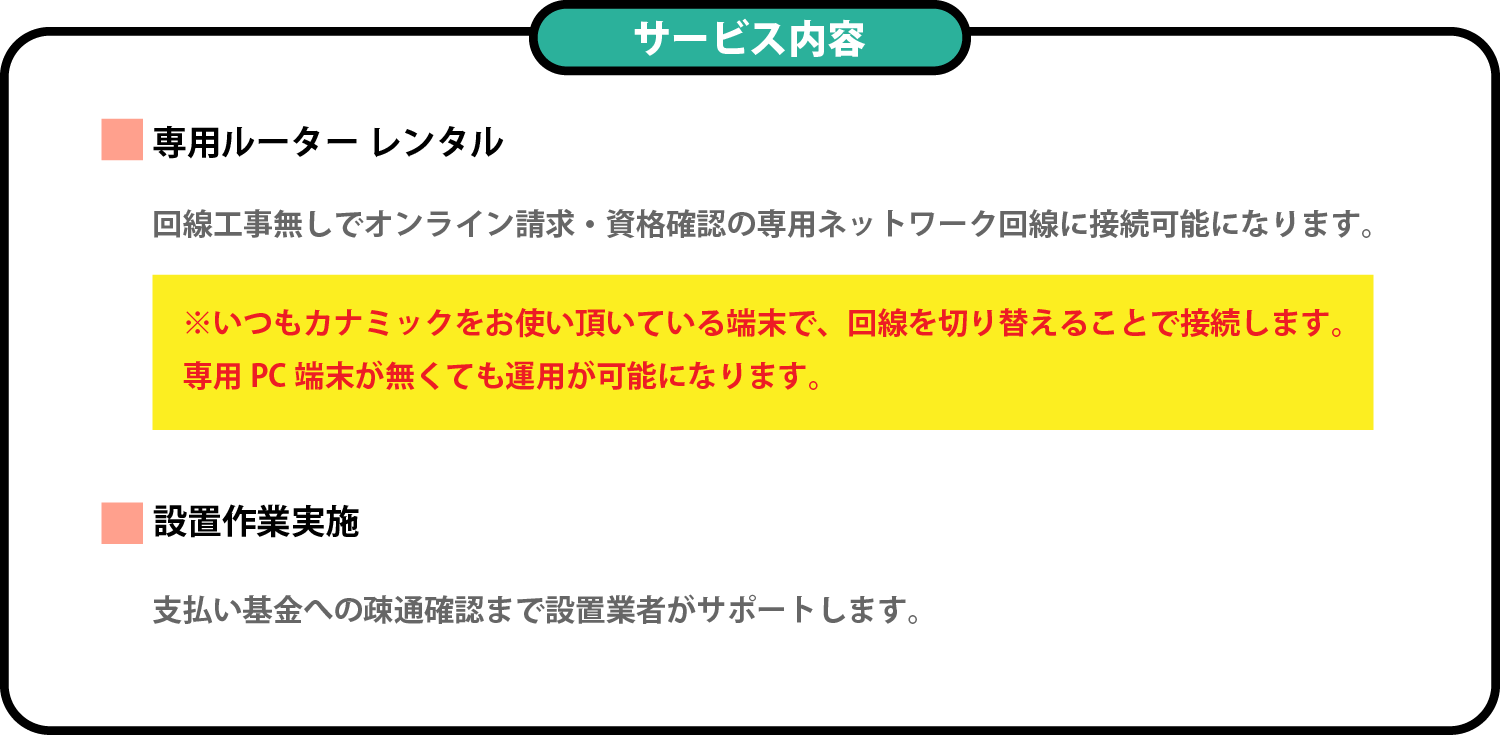 サービス内容
専用ルーター レンタル
回線工事無しでオンライン請求・資格確認の専用ネットワーク回線に接続可能になります。
※いつもカナミックをお使い頂いている端末で、回線を切り替えることで接続します。
専用 PC 端末が無くても運用が可能になります。
設置作業実施
支払い基金への疎通確認まで設置業者がサポートします。